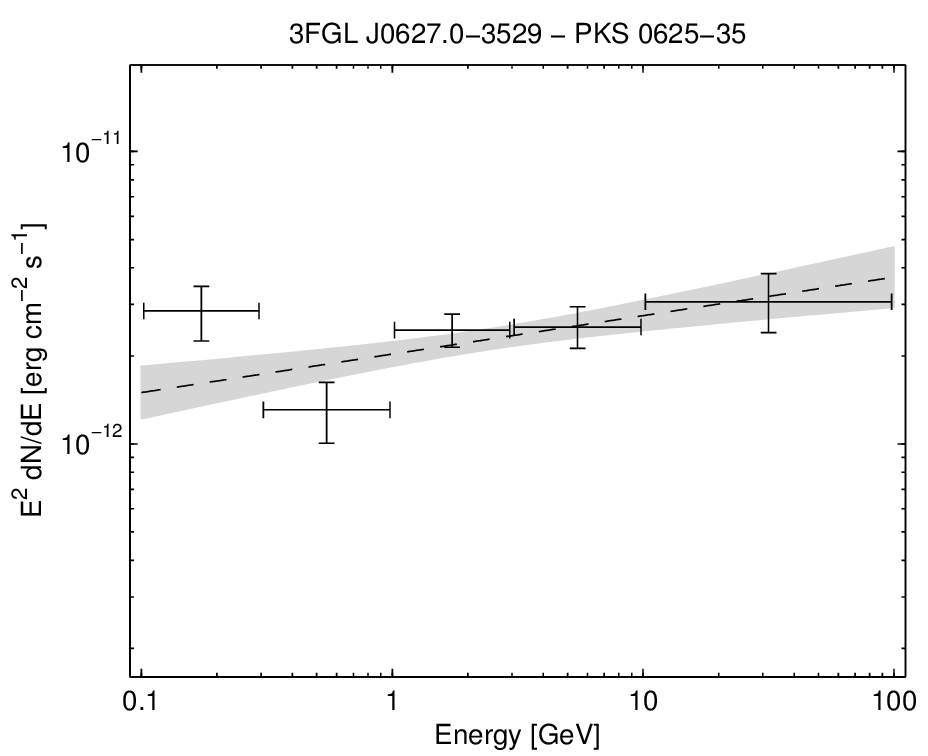 3FGL J0627.0−3529 − PKS 0625−35
10⁻¹¹
10⁻¹²
E² dN/dE [erg cm⁻² s⁻¹]
0.1 1 10 100
Energy [GeV]